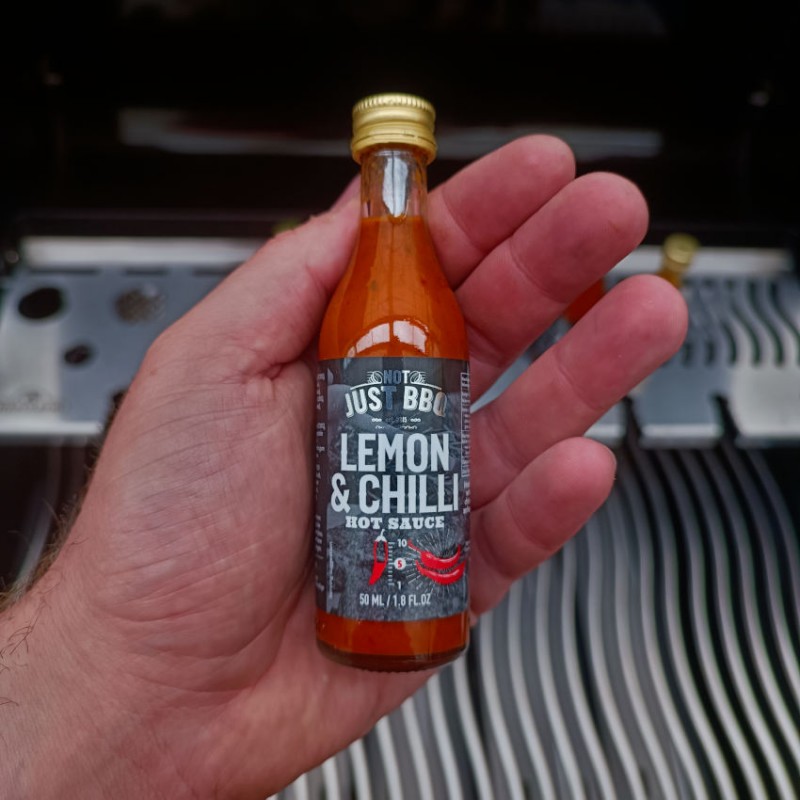 NOT
JUST BBQ
LEMON
& CHILLI
HOT SAUCE
10
5
1
50 ML / 1.8 FL.OZ